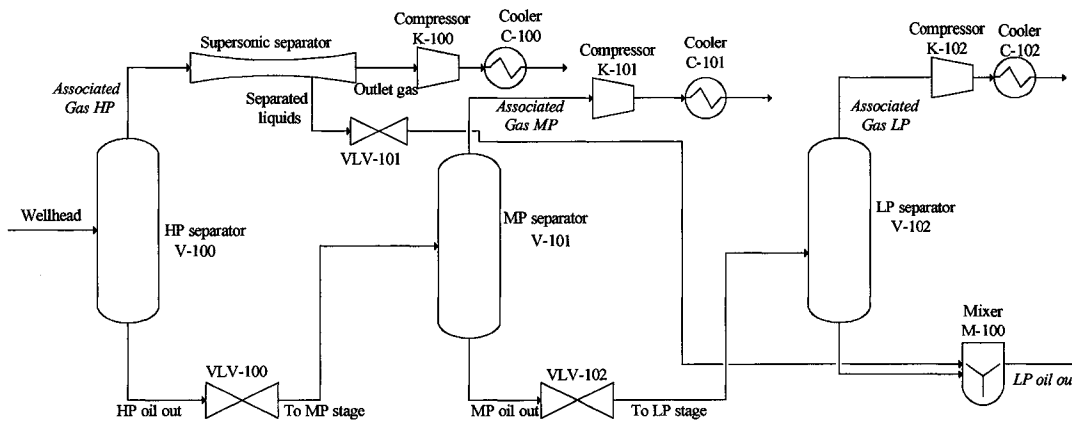 Compressor
K-100
Cooler
C-100
Supersonic separator
Compressor
K-101
Cooler
C-101
Compressor
K-102
Cooler
C-102
Associated
Gas HP
Outlet gas
Separated
liquids
Associated
Gas MP
Associated
Gas LP
VLV-101
Wellhead
HP separator
V-100
MP separator
V-101
LP separator
V-102
Mixer
M-100
VLV-100
VLV-102
LP oil out
HP oil out
To MP stage
MP oil out
To LP stage